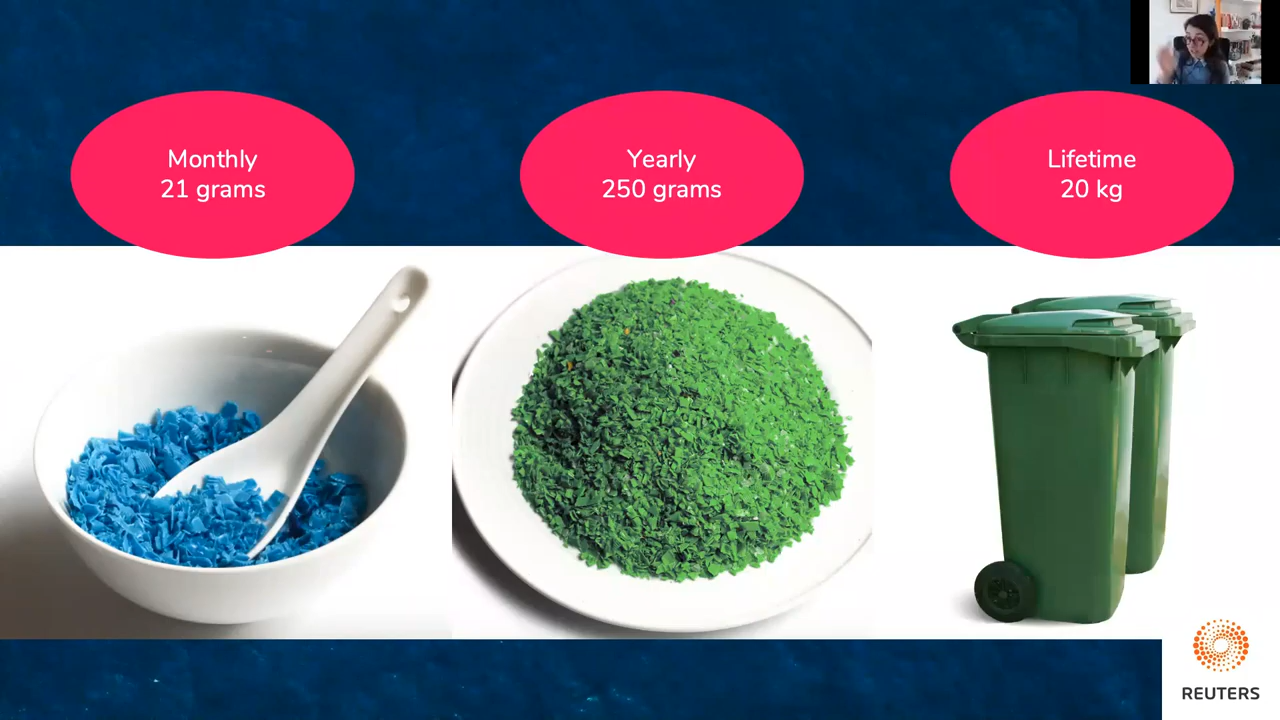 Monthly
21 grams
Yearly
250 grams
Lifetime
20 kg
REUTERS